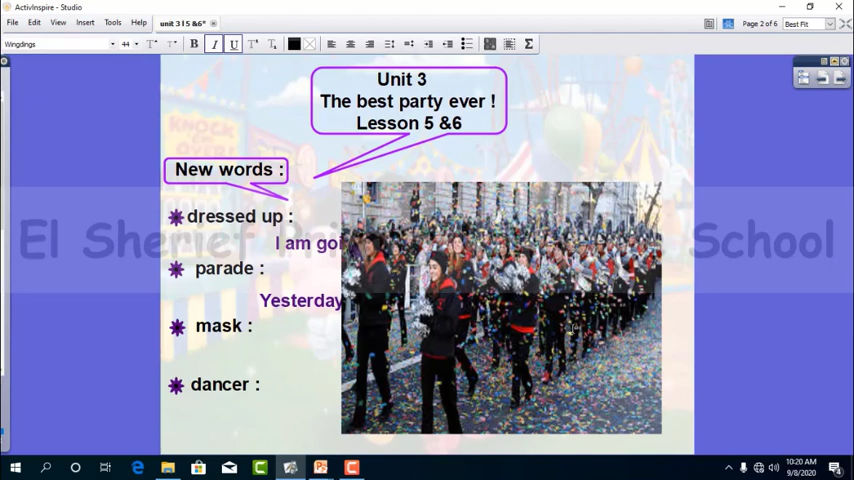 ActivInspire - Studio
File Edit View Insert Tools Help unit 3 l 5 &6* Page 2 of 6 Best Fit
Wingdings 44 B I U
Unit 3
The best party ever !
Lesson 5 &6
New words :
dressed up :
I am goi
parade :
Yesterday
mask :
dancer :
El Sherief Pri School
10:20 AM
9/8/2020